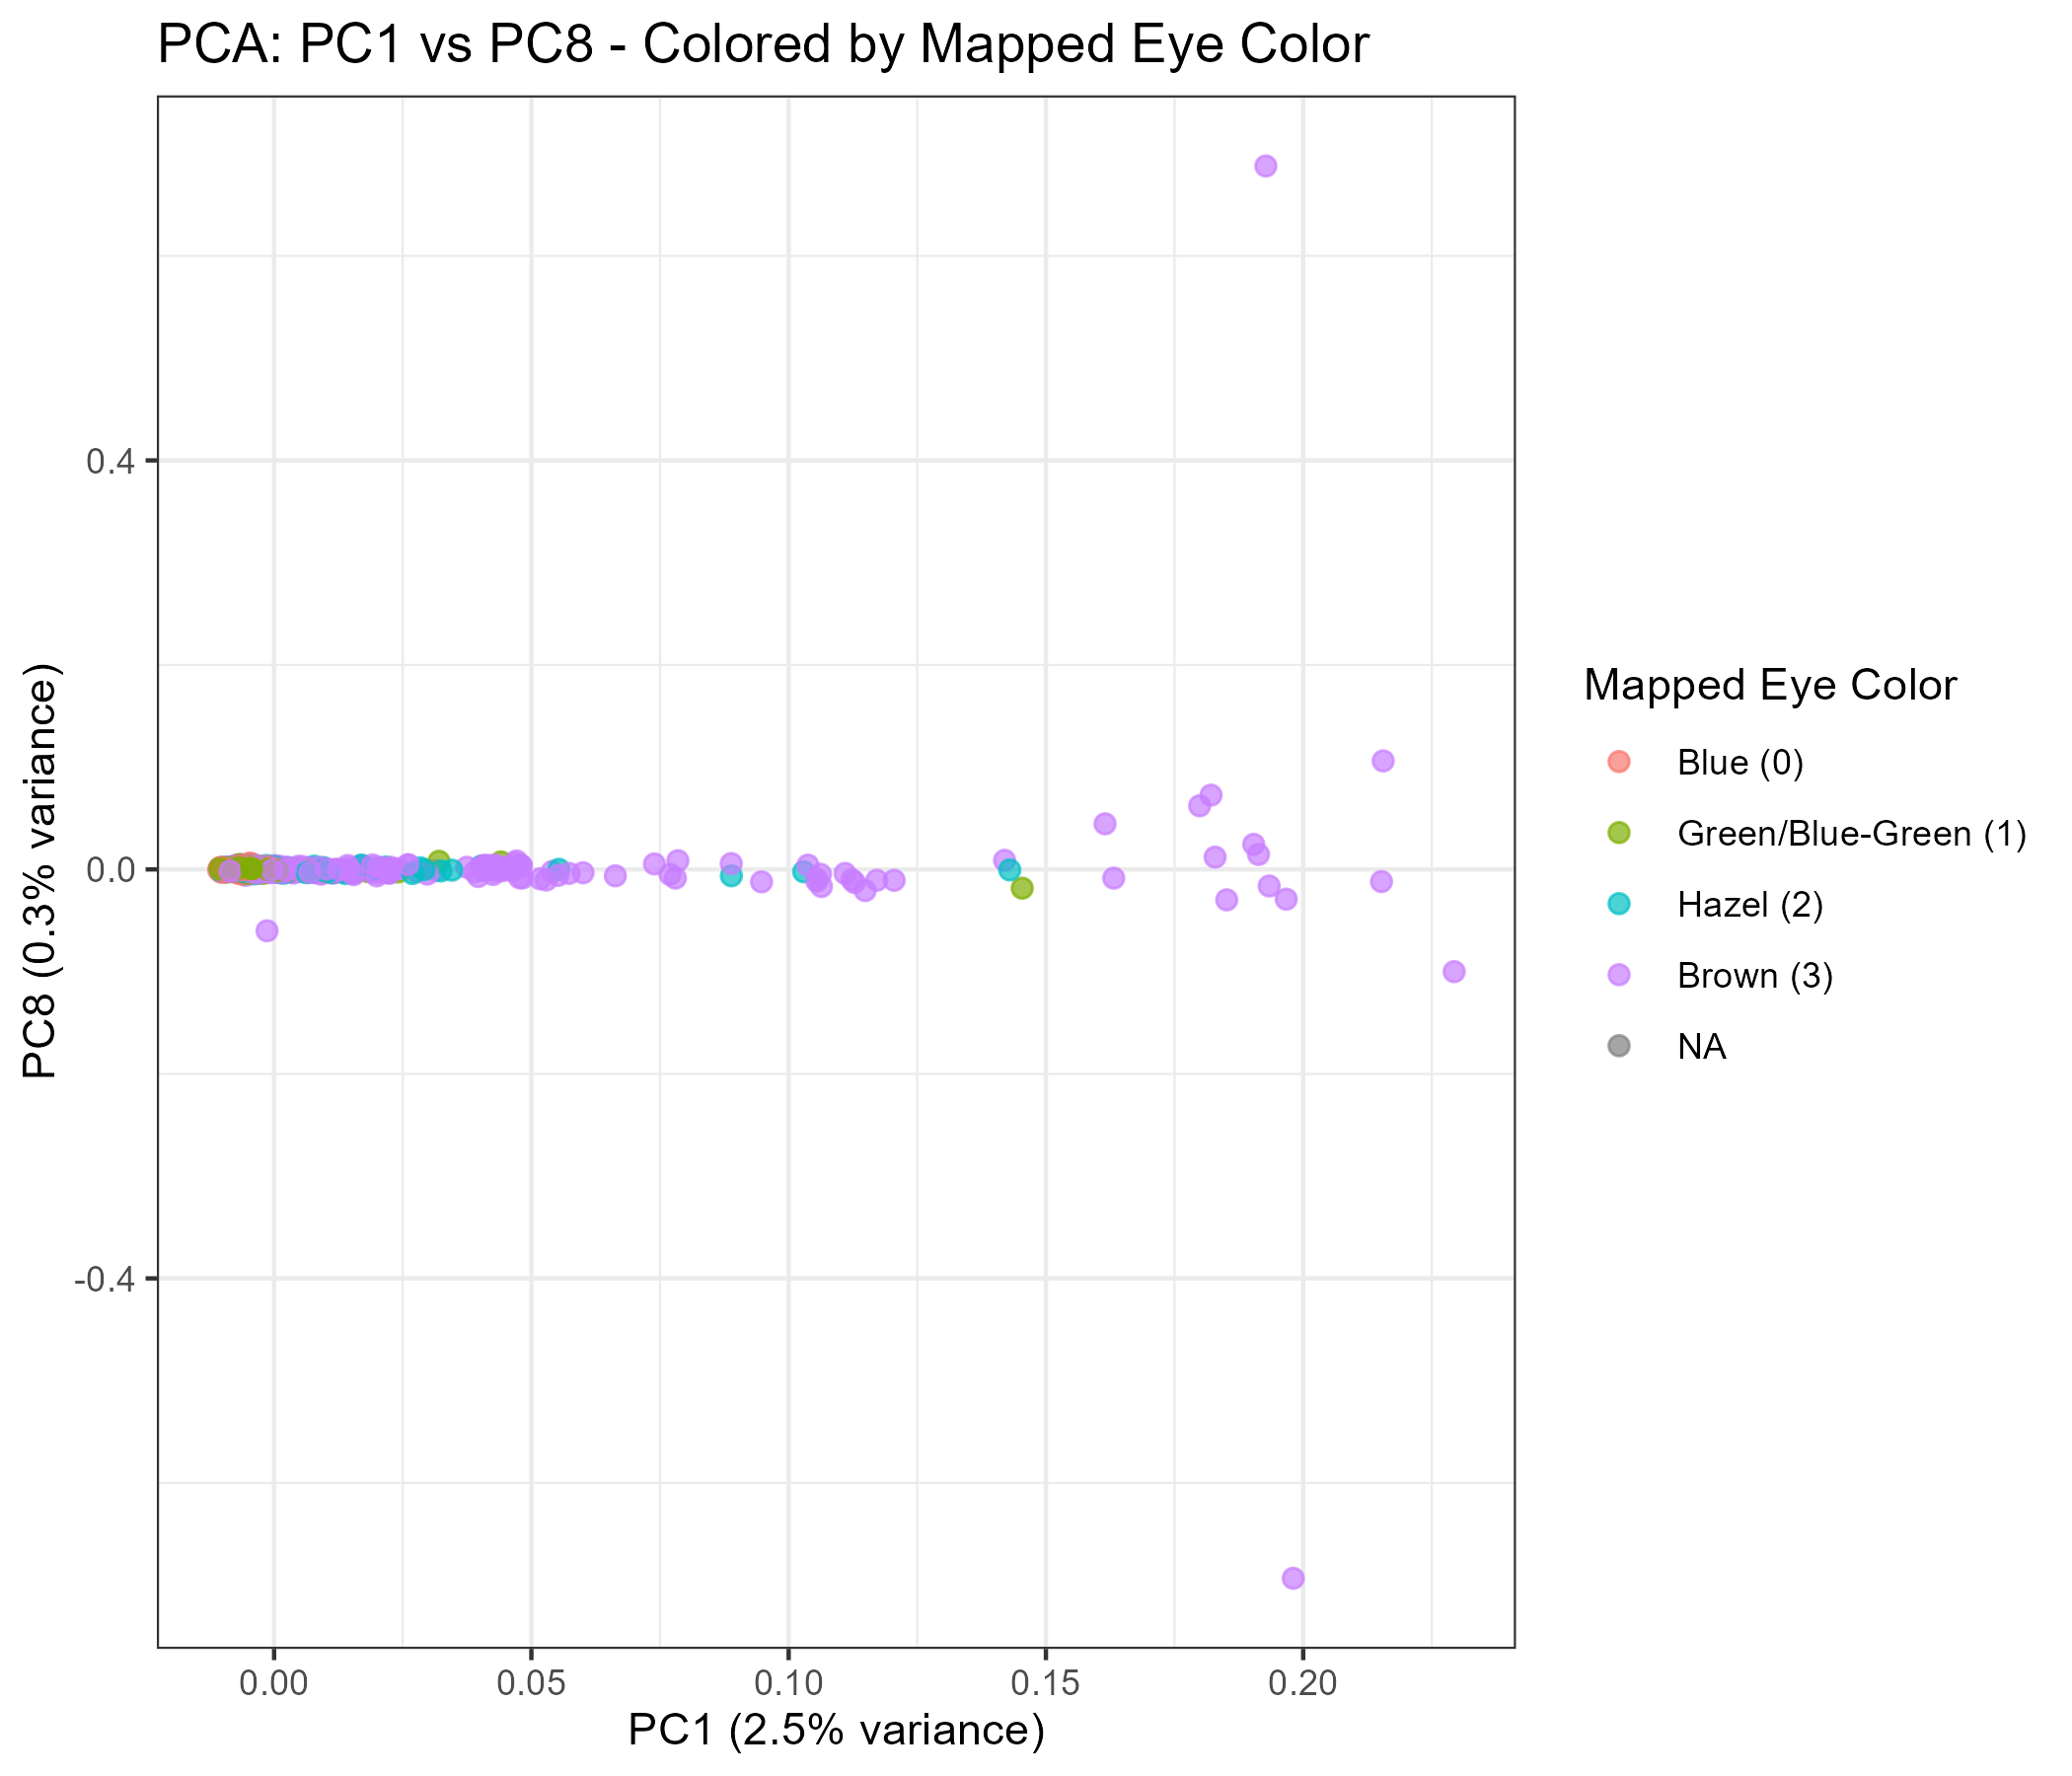 PCA: PC1 vs PC8 - Colored by Mapped Eye Color
PC8 (0.3% variance)
0.4
0.0
-0.4
0.00
0.05
0.10
0.15
0.20
PC1 (2.5% variance)
Mapped Eye Color
Blue (0)
Green/Blue-Green (1)
Hazel (2)
Brown (3)
NA